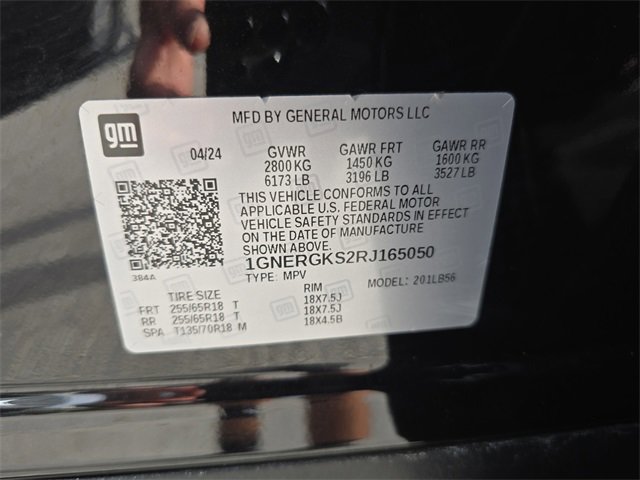 gm
MFD BY GENERAL MOTORS LLC
04/24 GVWR GAWR FRT GAWR RR
2800 KG 1450 KG 1600 KG
6173 LB 3196 LB 3527 LB
THIS VEHICLE CONFORMS TO ALL
APPLICABLE U.S. FEDERAL MOTOR
VEHICLE SAFETY STANDARDS IN EFFECT
ON THE DATE OF MANUFACTURE
SHOWN ABOVE.
384A 1GNERGKS2RJ165050
TYPE: MPV MODEL: 201LB56
TIRE SIZE RIM
FRT 255/65R18 T 18X7.5J
RR 255/65R18 T 18X7.5J
SPA T135/70R18 M 18X4.5B